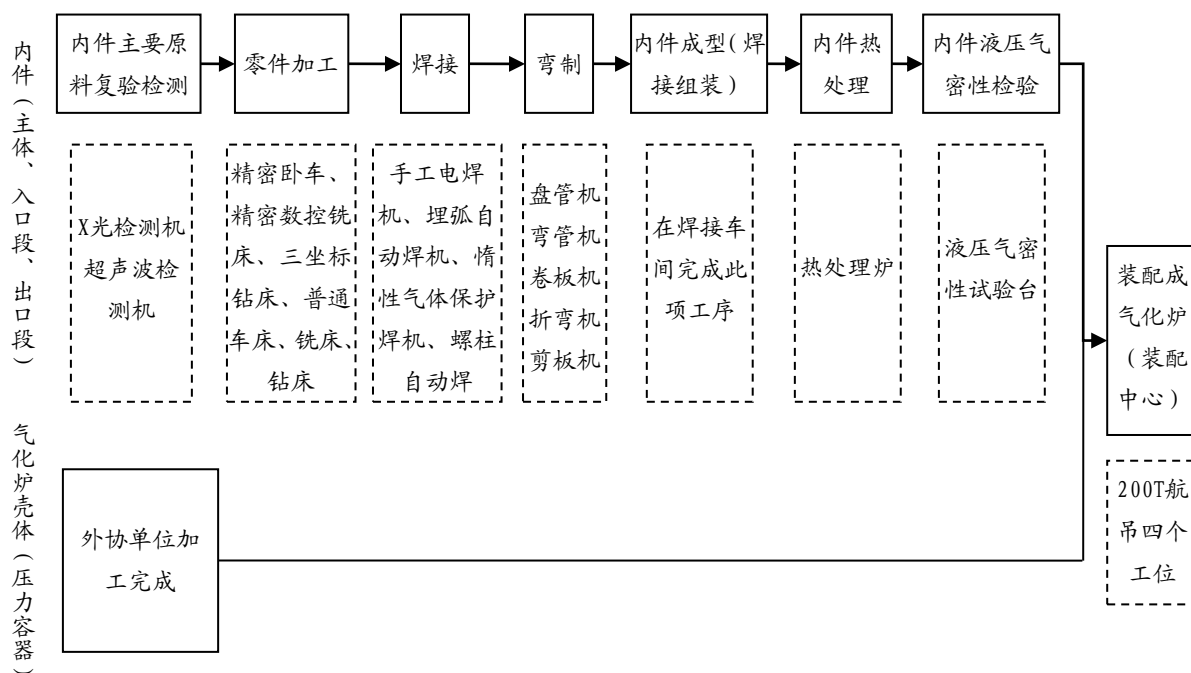 内件（主体、入口段、出口段）
内件主要原
料复验检测
零件加工
焊接
弯制
内件成型(焊
接组装)
内件热
处理
内件液压气
密性检验
X光检测机
超声波检
测机
精密卧车、
精密数控铣
床、三坐标
钻床、普通
车床、铣床、
钻床
手工电焊
机、埋弧自
动焊机、惰
性气体保护
焊机、螺柱
自动焊
盘管机
弯管机
卷板机
折弯机
剪板机
在焊接车
间完成此
项工序
热处理炉
液压气密
性试验台
装配成
气化炉
（装配
中心）
200T航
吊四个
工位
气化炉壳体（压力容器）
外协单位加
工完成